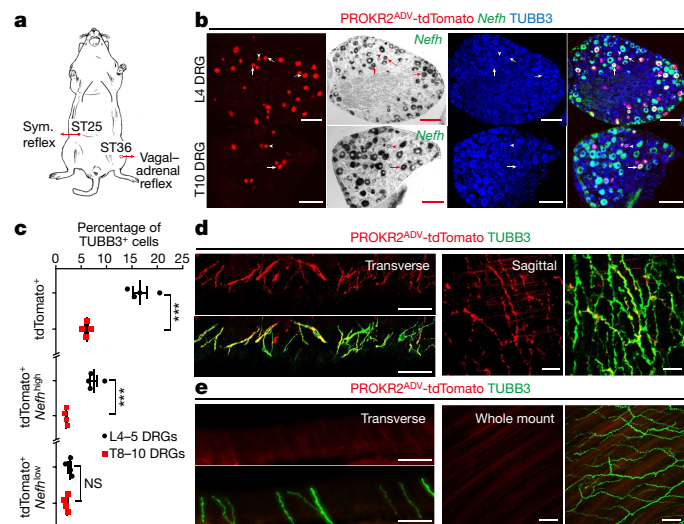 a
Sym.
reflex
ST25
ST36
Vagal–
adrenal
reflex
b
PROKR2ADV-tdTomato Nefh TUBB3
L4 DRG
Nefh
T10 DRG
Nefh
c
Percentage of
TUBB3+ cells
0 5 10 15 20 25
tdTomato+
***
tdTomato+
Nefhhigh
***
L4–5 DRGs
T8–10 DRGs
tdTomato+
Nefhlow
NS
d
PROKR2ADV-tdTomato TUBB3
Transverse
Sagittal
e
PROKR2ADV-tdTomato TUBB3
Transverse
Whole mount